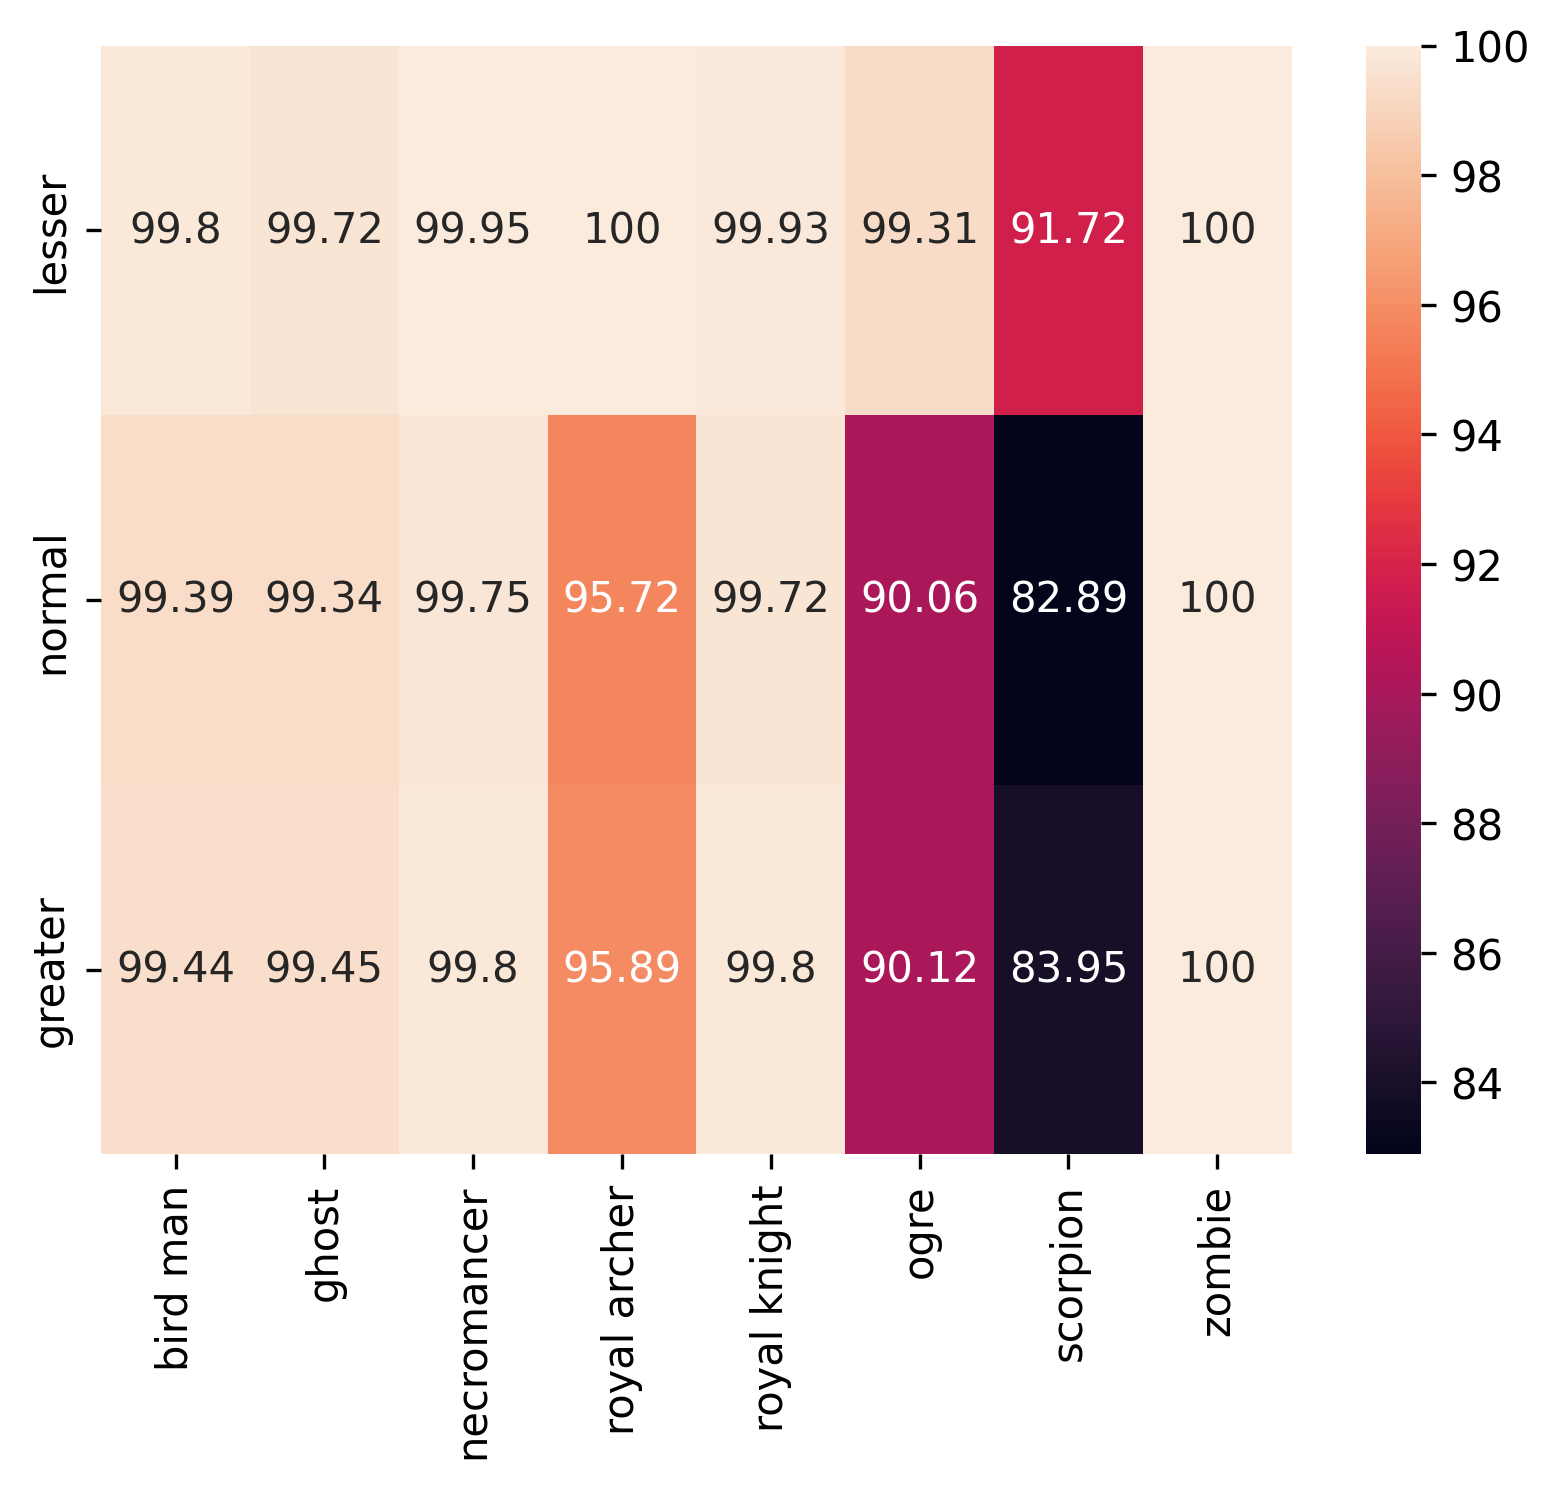 lesser 99.8 99.72 99.95 100 99.93 99.31 91.72 100
normal 99.39 99.34 99.75 95.72 99.72 90.06 82.89 100
greater 99.44 99.45 99.8 95.89 99.8 90.12 83.95 100
bird man
ghost
necromancer
royal archer
royal knight
ogre
scorpion
zombie
100
98
96
94
92
90
88
86
84